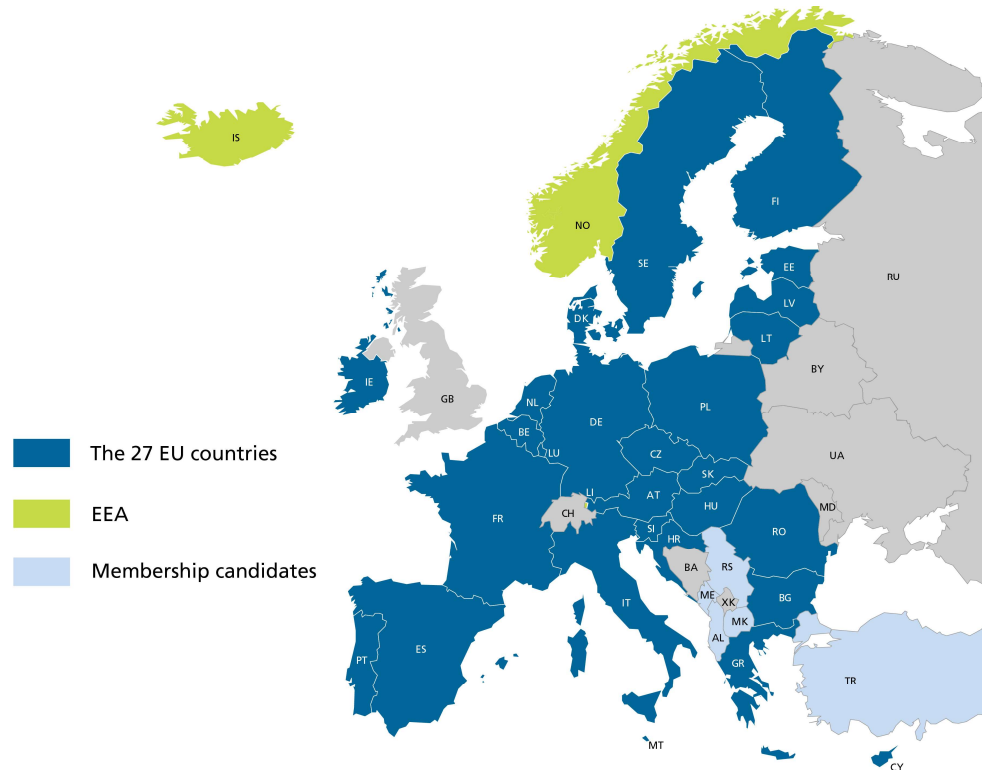 IS
NO
SE
FI
RU
EE
LV
LT
DK
BY
IE
GB
NL
BE
LU
DE
PL
UA
The 27 EU countries
CZ
SK
LI
AT
HU
MD
EEA
FR
CH
SI
HR
RO
Membership candidates
BA
RS
ME
XK
BG
IT
MK
AL
PT
ES
GR
TR
MT
CY